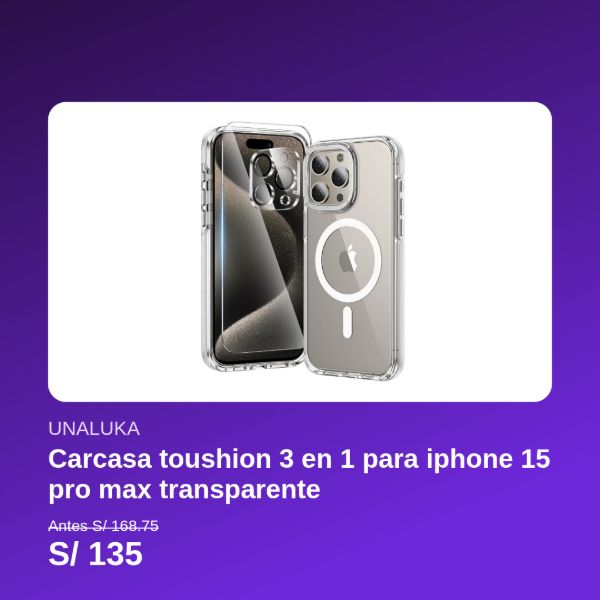 UNALUKA
Carcasa toushion 3 en 1 para iphone 15
pro max transparente
Antes S/ 168.75
S/ 135